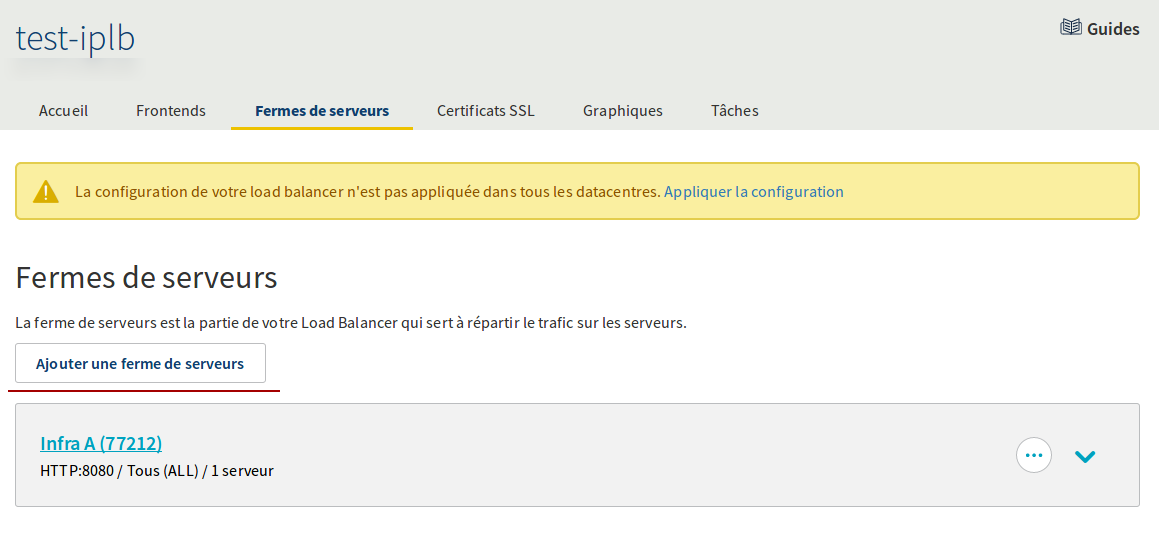 test-iplb
Guides
Accueil Frontends Fermes de serveurs Certificats SSL Graphiques Tâches
La configuration de votre load balancer n'est pas appliquée dans tous les datacentres. Appliquer la configuration
Fermes de serveurs
La ferme de serveurs est la partie de votre Load Balancer qui sert à répartir le trafic sur les serveurs.
Ajouter une ferme de serveurs
Infra A (77212)
HTTP:8080 / Tous (ALL) / 1 serveur